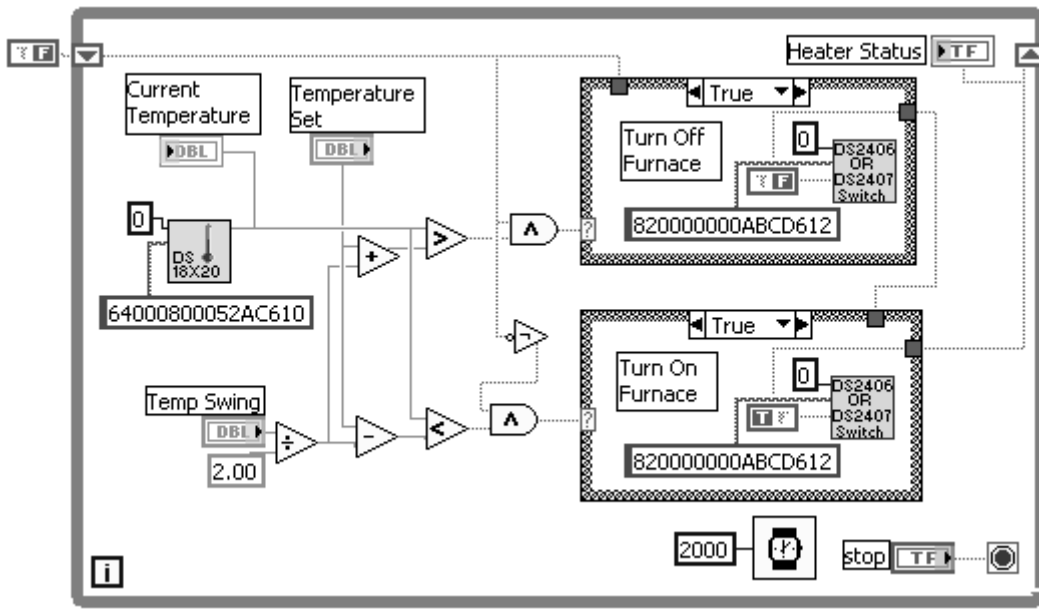 F
Heater Status
TF
True
Current
Temperature
Temperature
Set
DBL
DBL
Turn Off
Furnace
0
DS2406
OR
DS2407
Switch
F
820000000ABCD612
?
0
DS
18X20
64000800052AC610
+
>
∧
True
Turn On
Furnace
0
DS2406
OR
DS2407
Switch
T
820000000ABCD612
?
¬
Temp Swing
DBL
2.00
÷
-
<
∧
2000
stop
TF
i